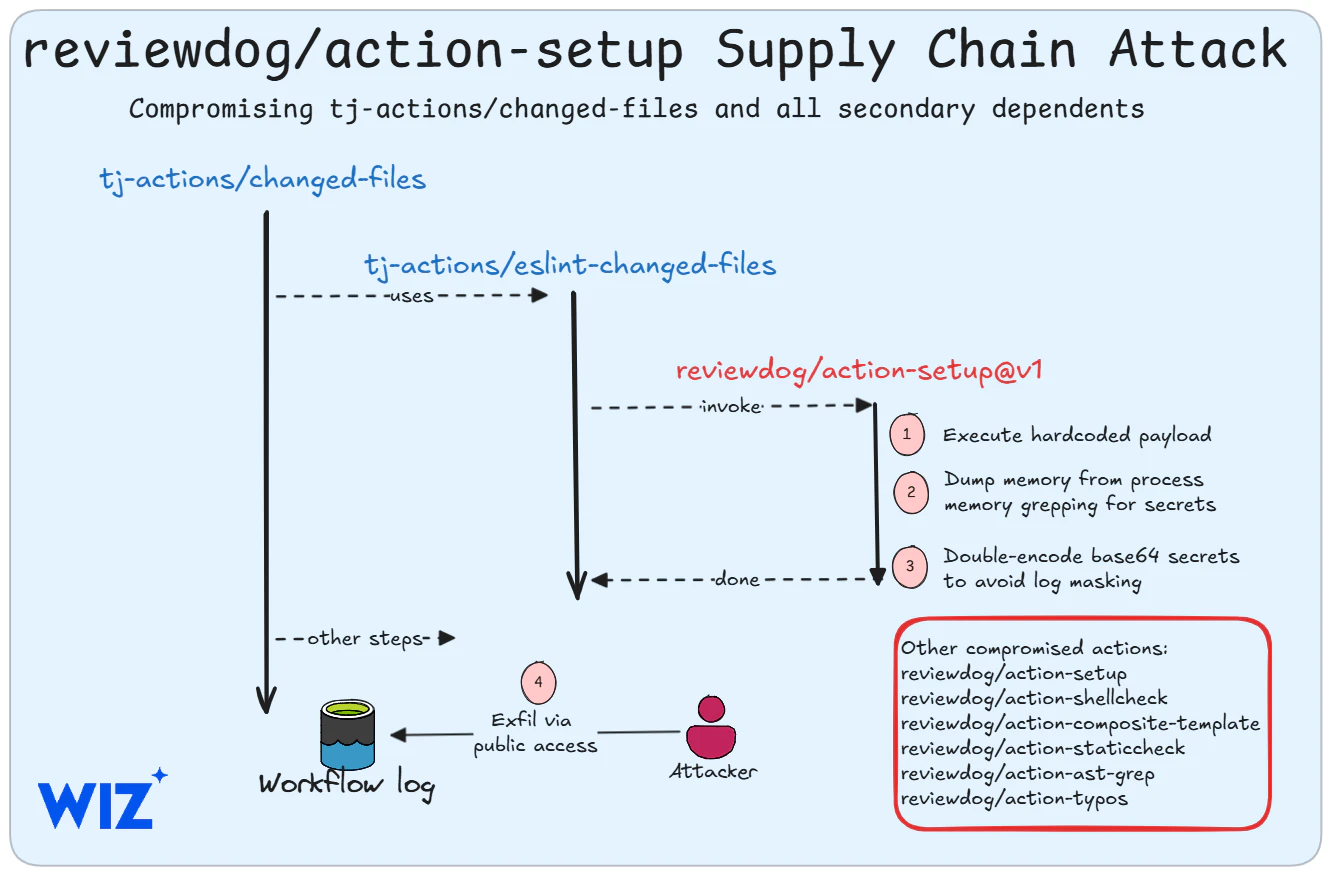 reviewdog/action-setup Supply Chain Attack
Compromising tj-actions/changed-files and all secondary dependents
tj-actions/changed-files
tj-actions/eslint-changed-files
uses
reviewdog/action-setup@v1
invoke
1
Execute hardcoded payload
2
Dump memory from process
memory grepping for secrets
3
Double-encode base64 secrets
to avoid log masking
done
other steps
4
Exfil via
public access
Attacker
Workflow log
Other compromised actions:
reviewdog/action-setup
reviewdog/action-shellcheck
reviewdog/action-composite-template
reviewdog/action-staticcheck
reviewdog/action-ast-grep
reviewdog/action-typos
WIZ